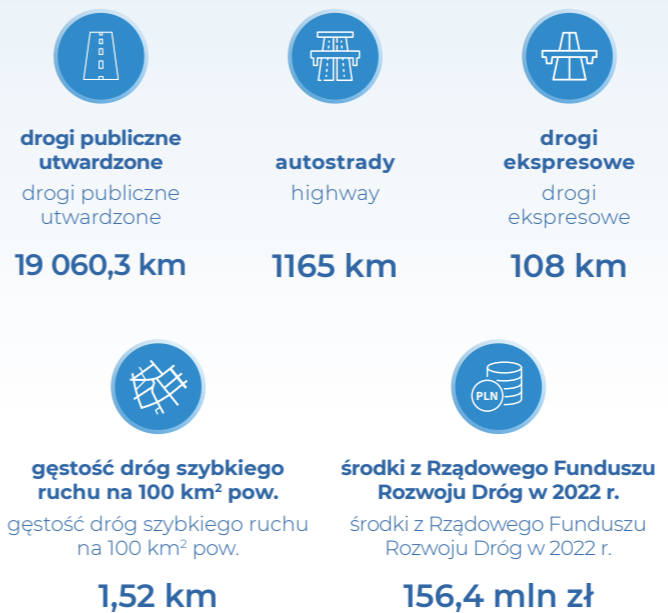 drogi publiczne
utwardzone
drogi publiczne
utwardzone
19 060,3 km
autostrady
highway
1165 km
drogi
ekspresowe
drogi
ekspresowe
108 km
gęstość dróg szybkiego
ruchu na 100 km² pow.
gęstość dróg szybkiego ruchu
na 100 km² pow.
1,52 km
PLN
środki z Rządowego Funduszu
Rozwoju Dróg w 2022 r.
środki z Rządowego Funduszu
Rozwoju Dróg w 2022 r.
156,4 mln zł